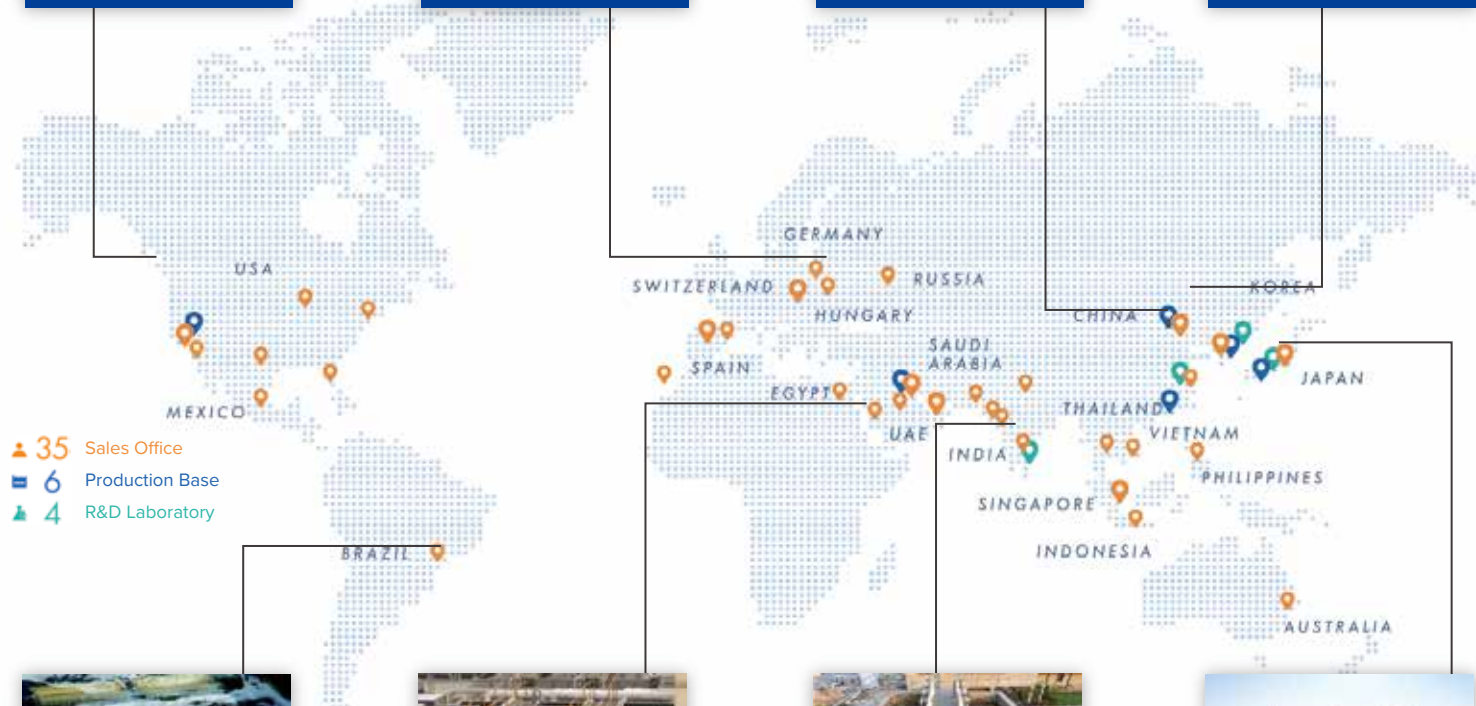 GERMANY
USA
SWITZERLAND
RUSSIA
KOREA
HUNGARY
CHINA
SAUDI
ARABIA
SPAIN
JAPAN
EGYPT
MEXICO
THAILAND
UAE
VIETNAM
35 Sales Office
INDIA
6 Production Base
PHILIPPINES
4 R&D Laboratory
SINGAPORE
BRAZIL
INDONESIA
AUSTRALIA